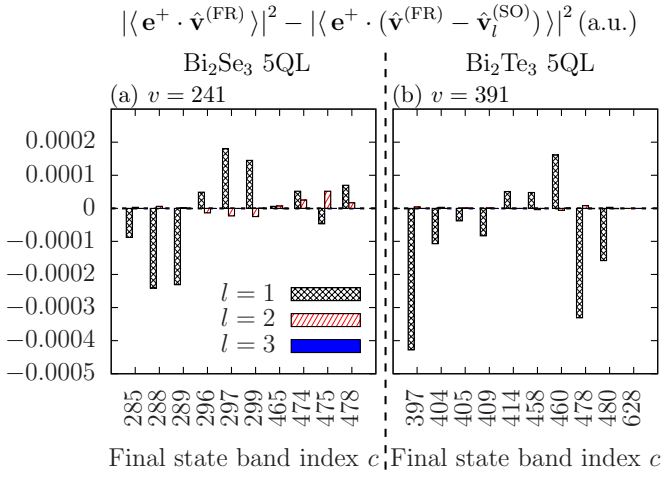 |⟨ e⁺ · v̂⁽ᶠᴿ⁾ ⟩|² − |⟨ e⁺ · (v̂⁽ᶠᴿ⁾ − v̂ₗ⁽ˢᴼ⁾) ⟩|² (a.u.)
Bi₂Se₃ 5QL
Bi₂Te₃ 5QL
(a) v = 241
(b) v = 391
0.0002
0.0001
0
−0.0001
−0.0002
−0.0003
−0.0004
−0.0005
l = 1
l = 2
l = 3
285 288 289 296 297 299 465 474 475 478
397 404 405 409 414 458 460 478 480 628
Final state band index c
Final state band index c